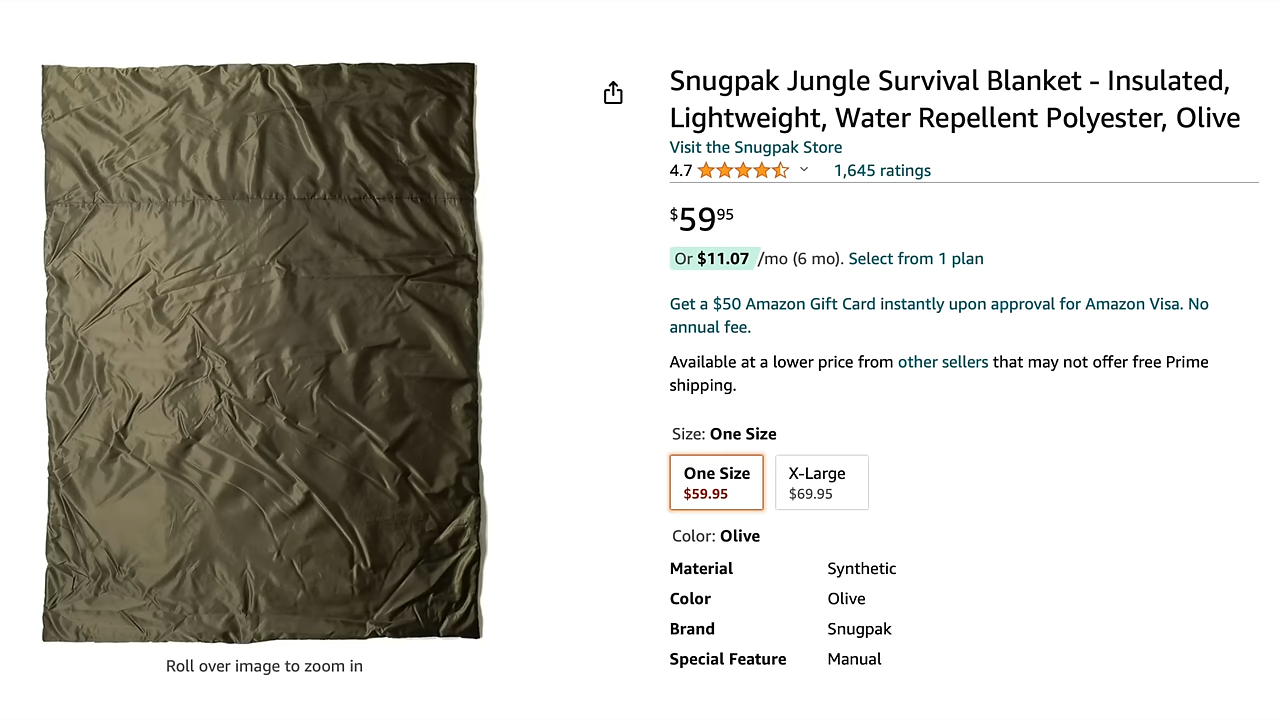 Snugpak Jungle Survival Blanket - Insulated,
Lightweight, Water Repellent Polyester, Olive
Visit the Snugpak Store
4.7 1,645 ratings
$59.95
Or $11.07 /mo (6 mo). Select from 1 plan
Get a $50 Amazon Gift Card instantly upon approval for Amazon Visa. No
annual fee.
Available at a lower price from other sellers that may not offer free Prime
shipping.
Size: One Size
One Size X-Large
$59.95 $69.95
Color: Olive
Material Synthetic
Color Olive
Brand Snugpak
Special Feature Manual
Roll over image to zoom in